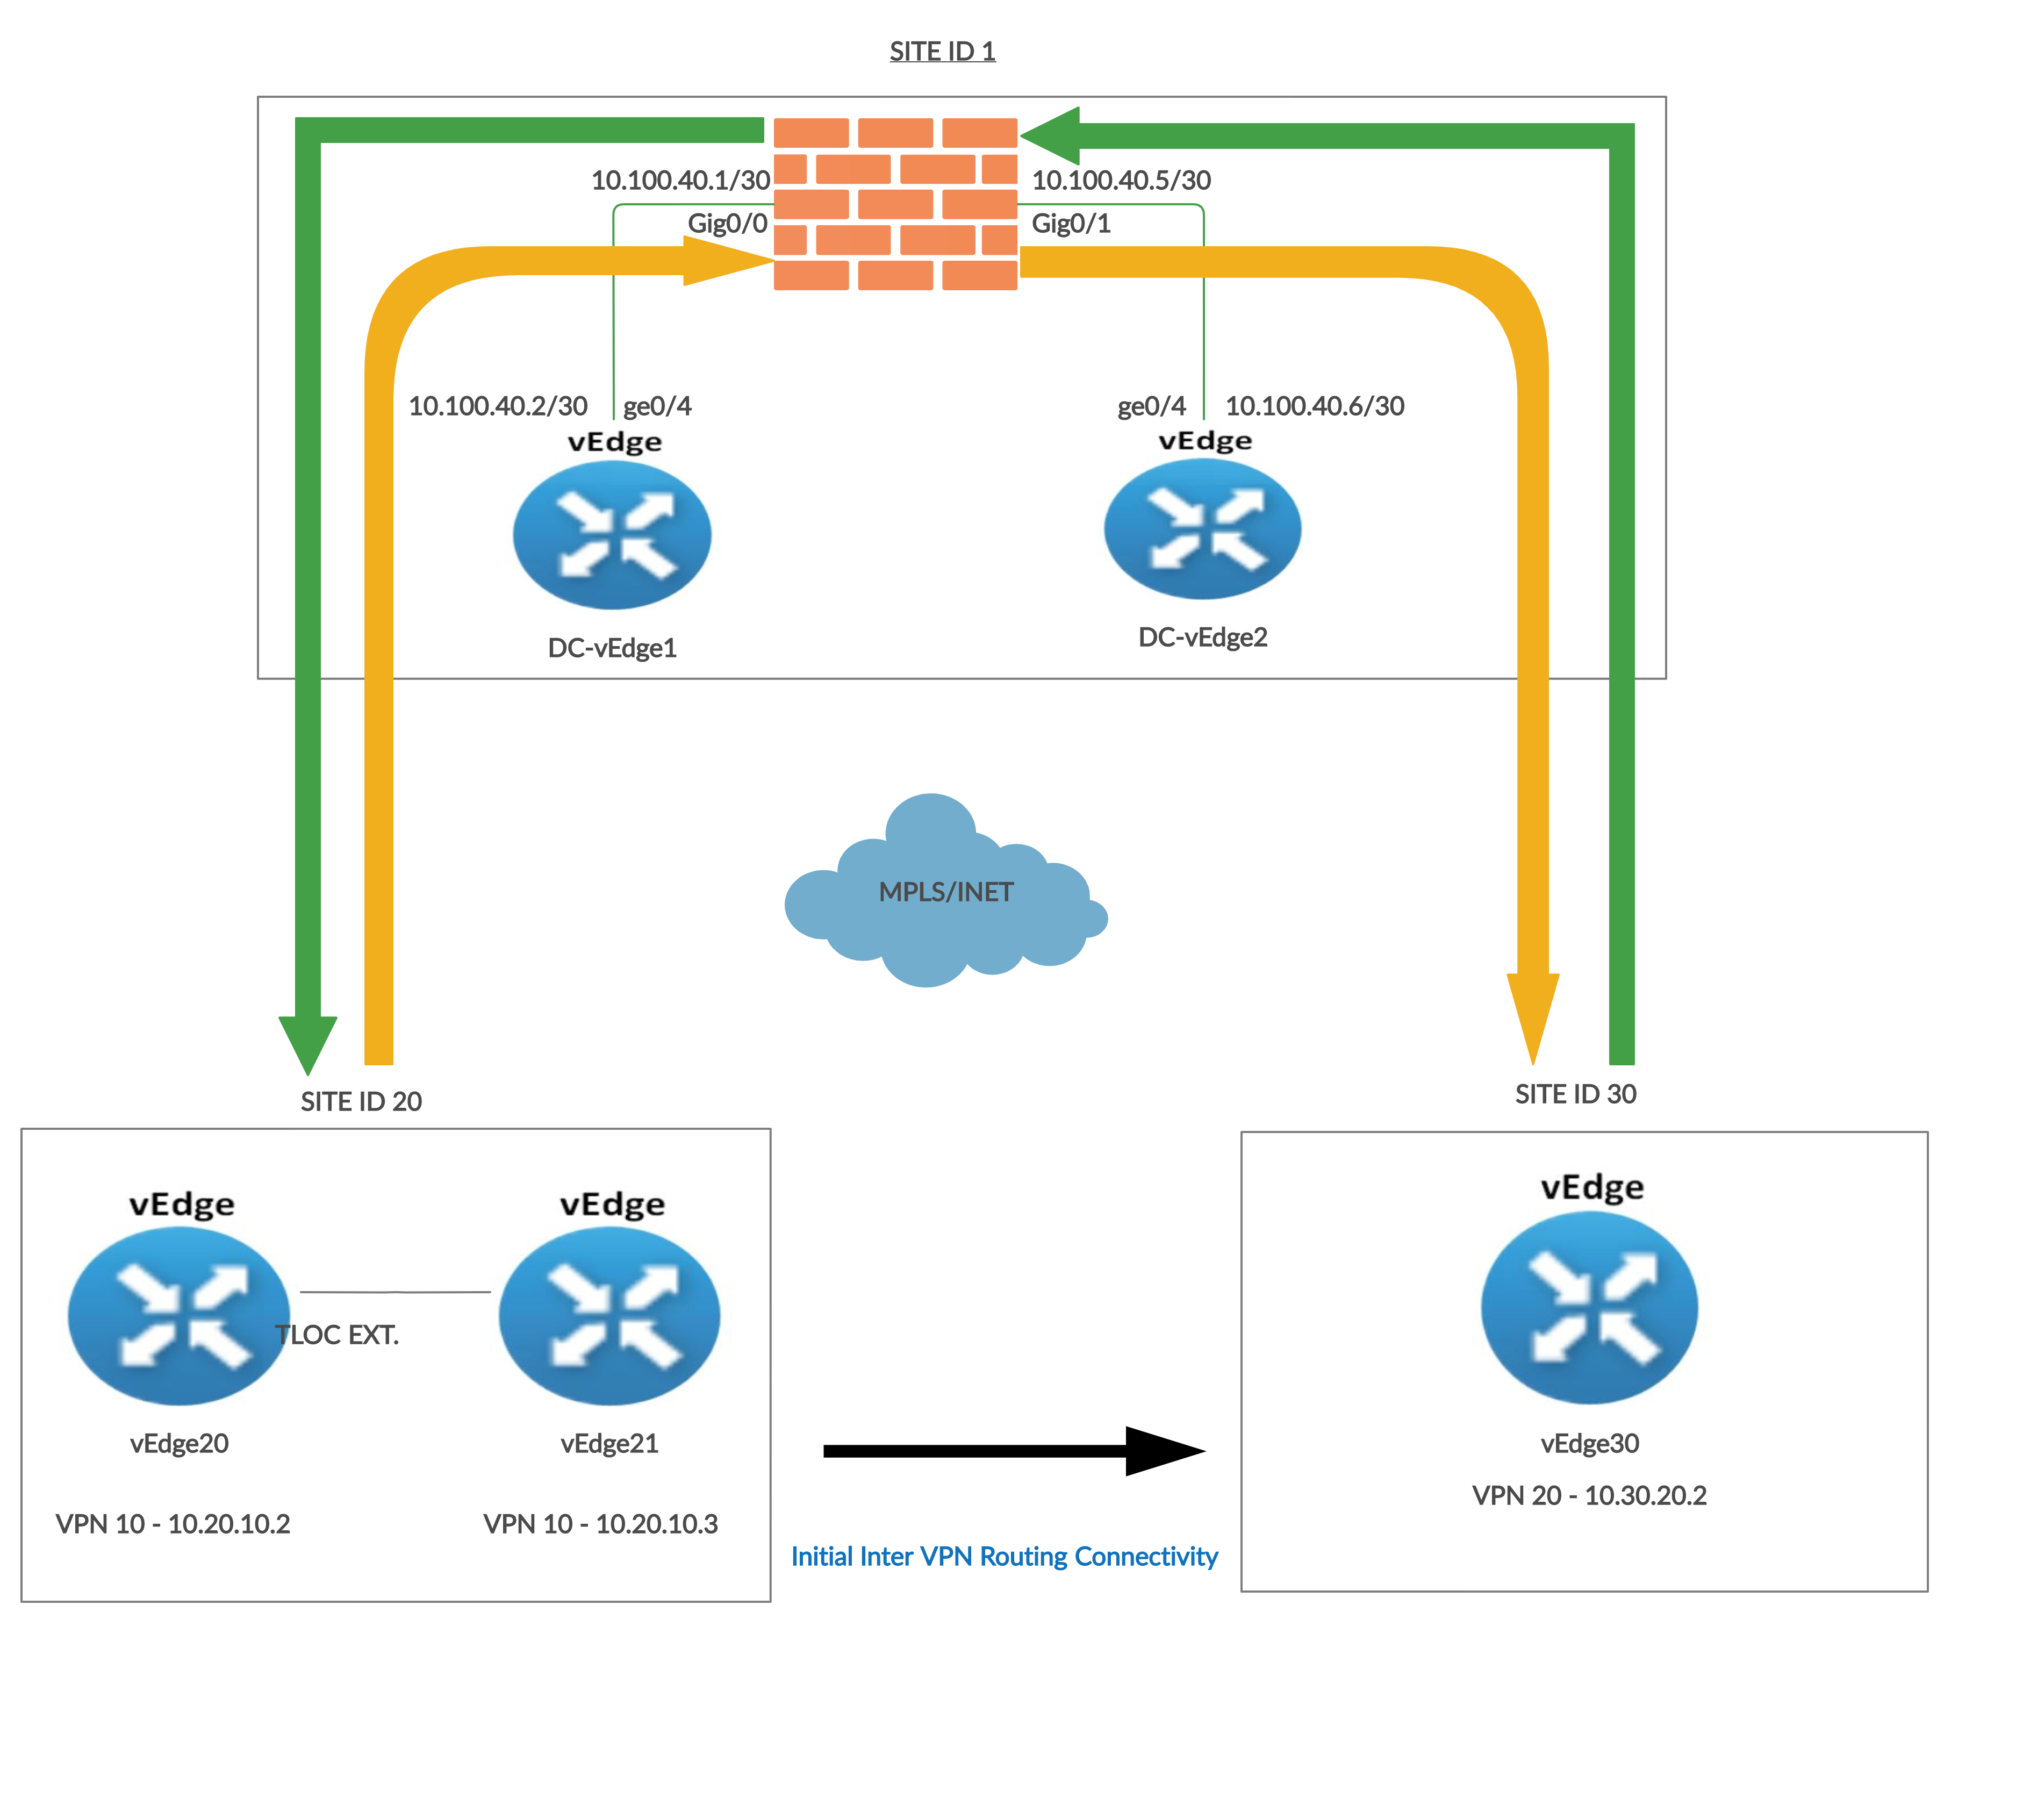 SITE ID 1
10.100.40.1/30
10.100.40.5/30
Gig0/0
Gig0/1
10.100.40.2/30
ge0/4
ge0/4
10.100.40.6/30
vEdge
vEdge
DC-vEdge1
DC-vEdge2
MPLS/INET
SITE ID 20
SITE ID 30
vEdge
vEdge
vEdge
TLOC EXT.
vEdge20
vEdge21
vEdge30
VPN 10 - 10.20.10.2
VPN 10 - 10.20.10.3
VPN 20 - 10.30.20.2
Initial Inter VPN Routing Connectivity